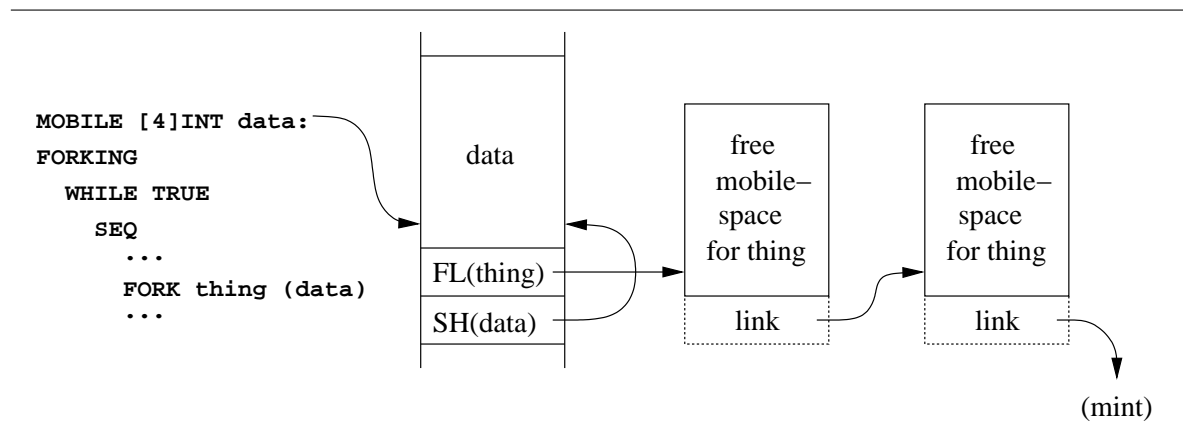 MOBILE [4]INT data:
FORKING
WHILE TRUE
SEQ
...
FORK thing (data)
...
data
FL(thing)
SH(data)
free
mobile–
space
for thing
link
free
mobile–
space
for thing
link
(mint)